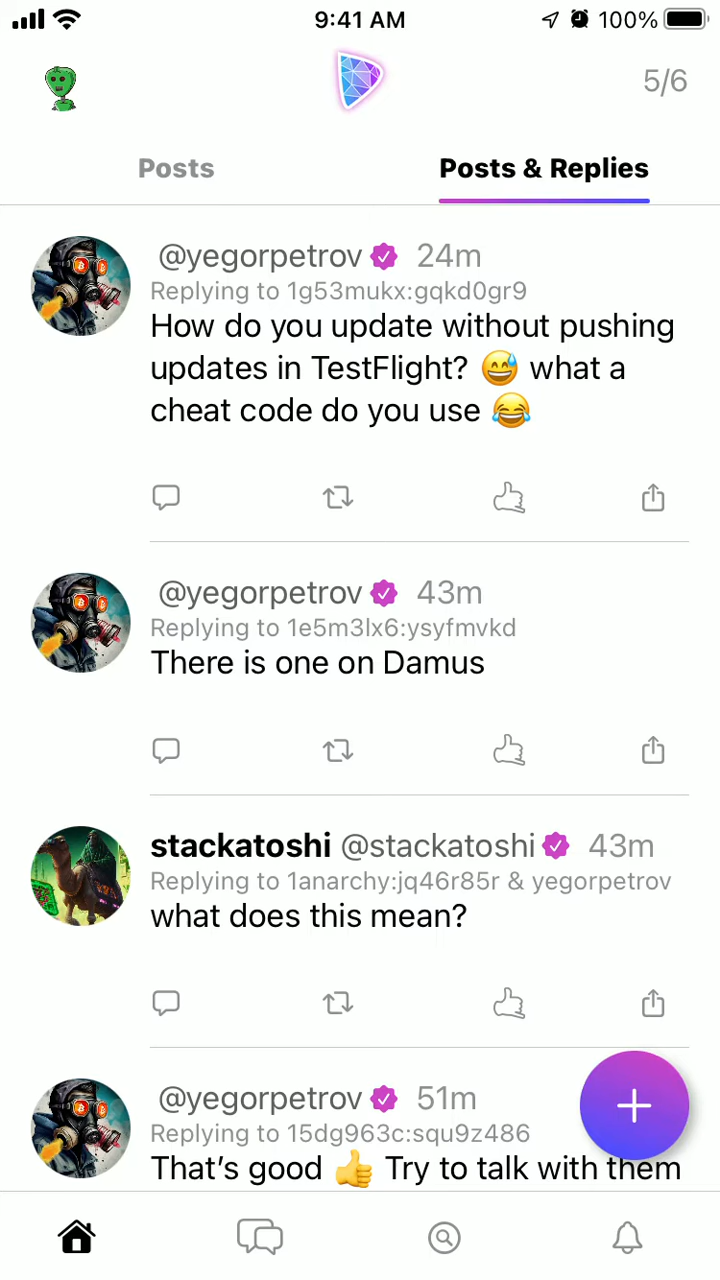 9:41 AM
100%
5/6
Posts
Posts & Replies
@yegorpetrov 24m
Replying to 1g53mukx:gqkd0gr9
How do you update without pushing
updates in TestFlight? 😅 what a
cheat code do you use 😂
@yegorpetrov 43m
Replying to 1e5m3lx6:ysyfmvkd
There is one on Damus
stackatoshi @stackatoshi 43m
Replying to 1anarchy:jq46r85r & yegorpetrov
what does this mean?
@yegorpetrov 51m
Replying to 15dg963c:squ9z486
That’s good 👍 Try to talk with them